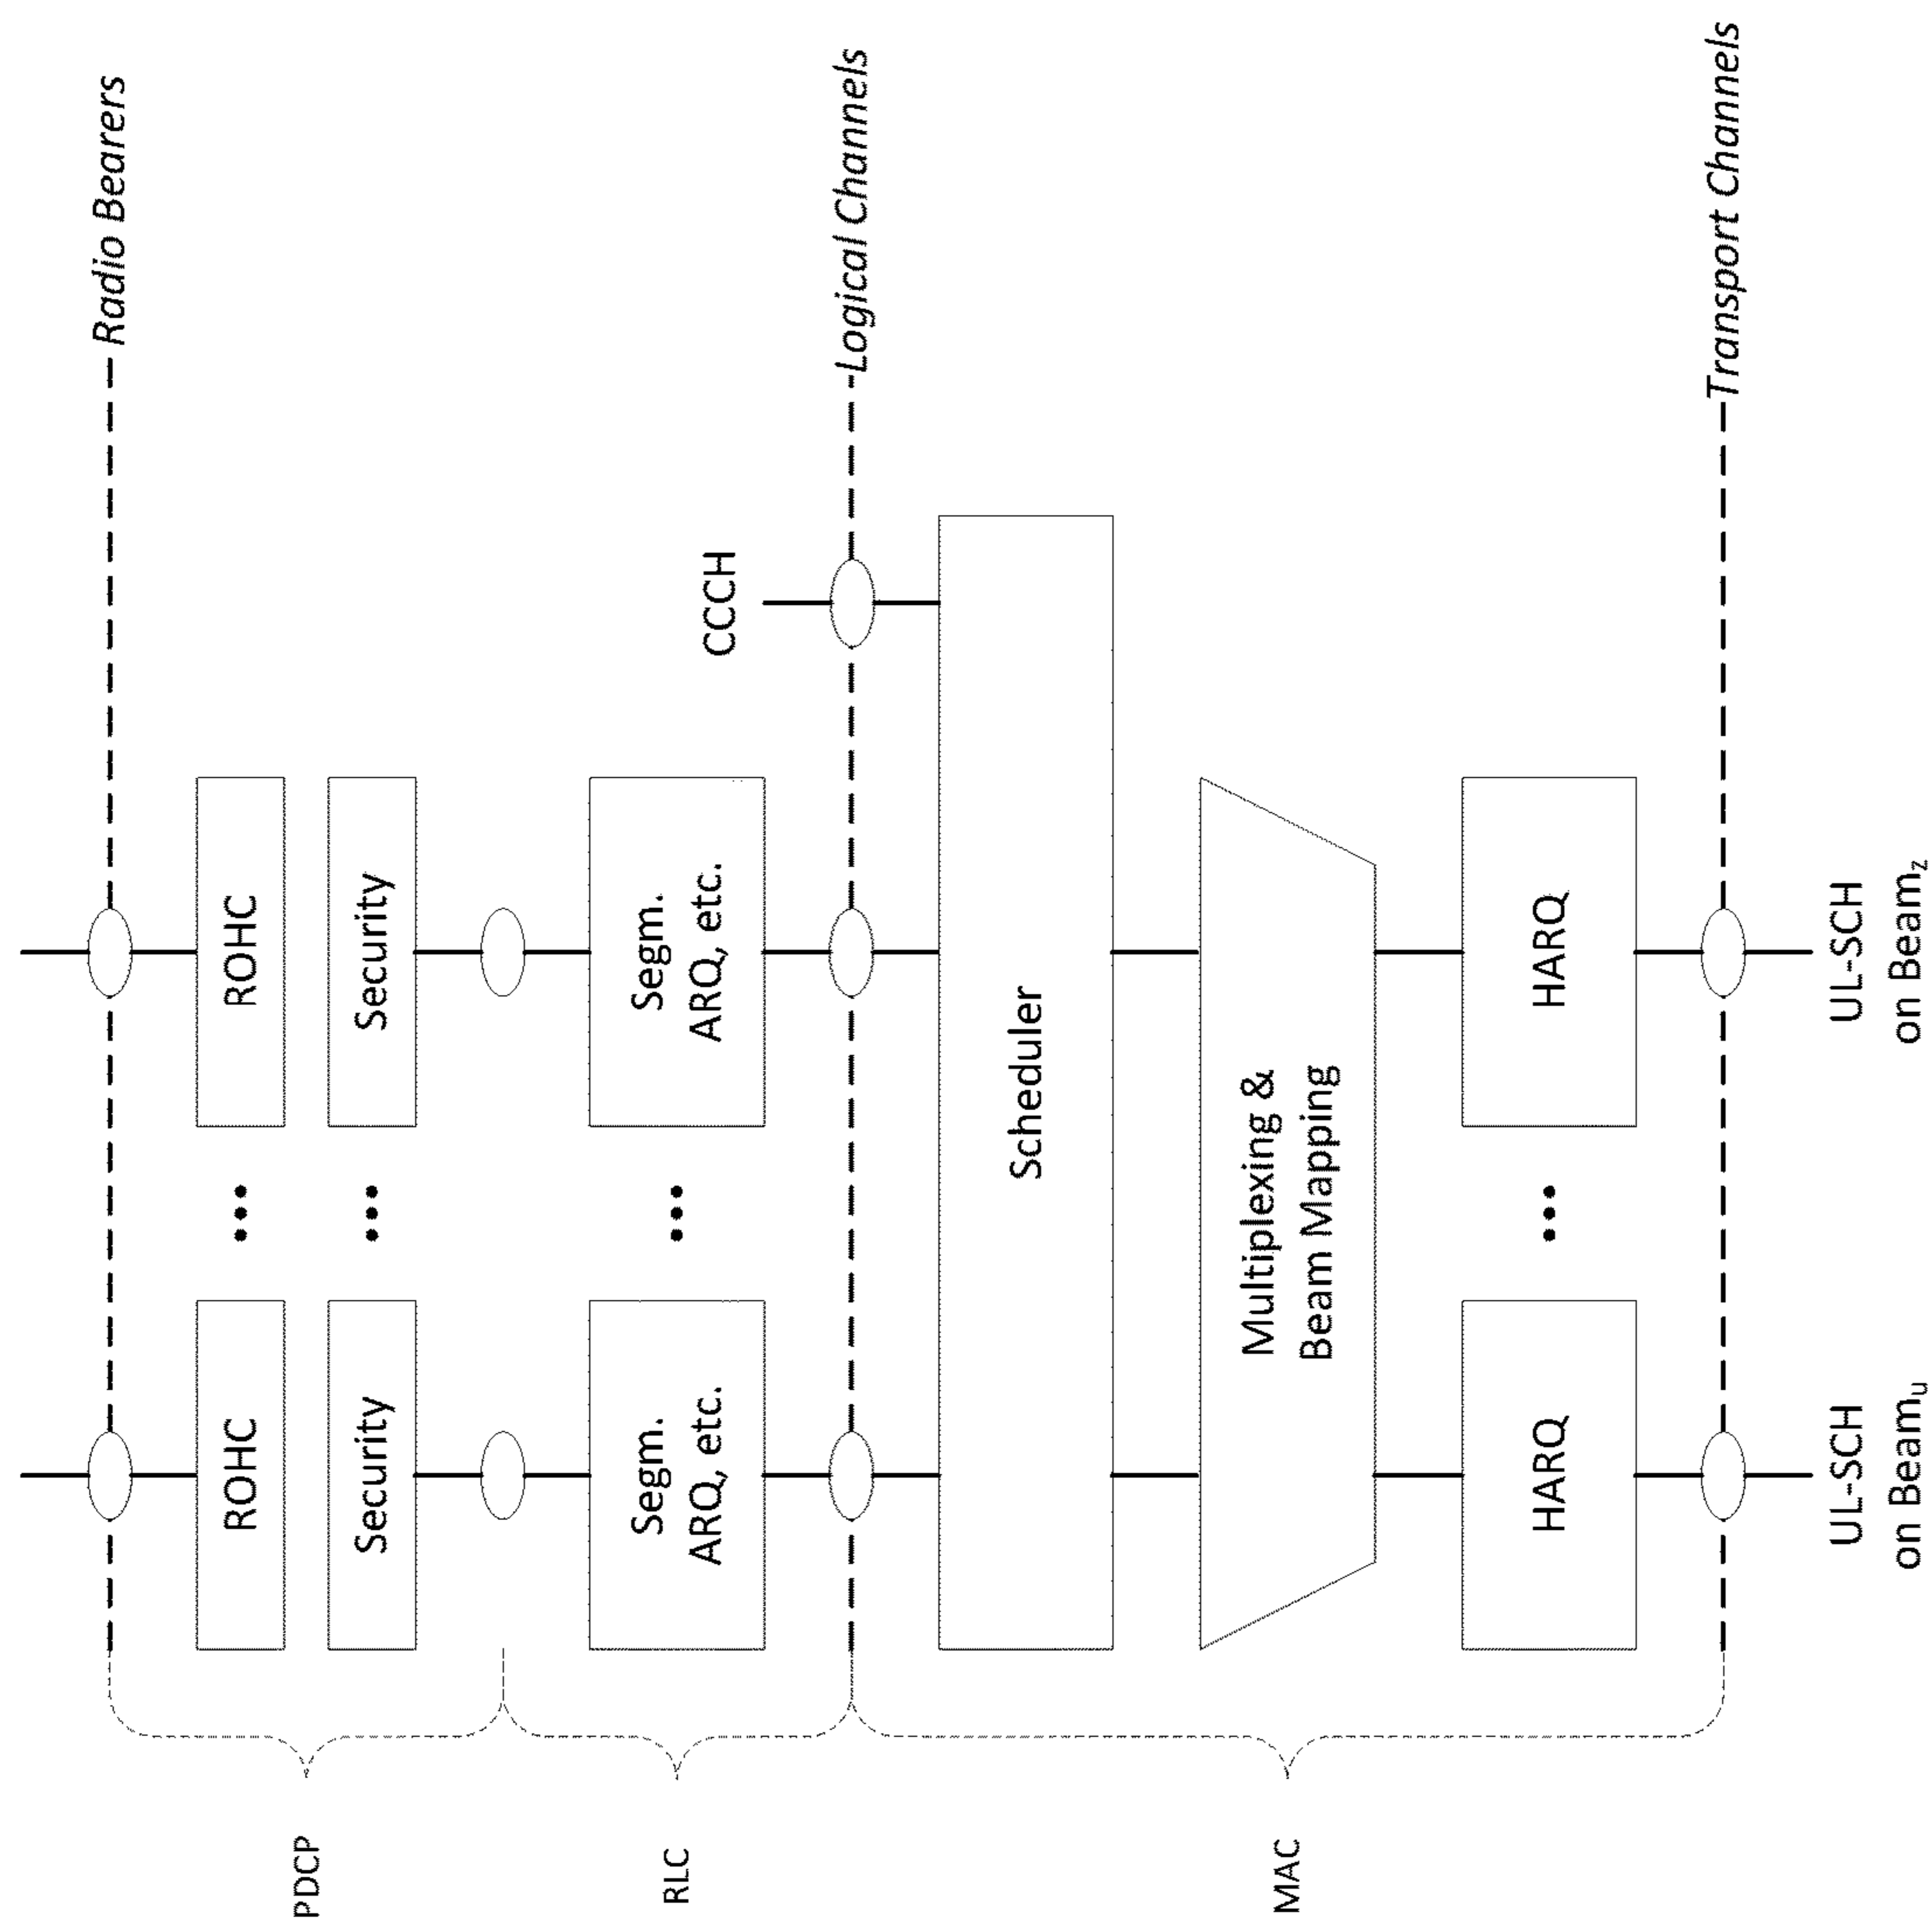 Radio Bearers
PDCP
ROHC
ROHC
Security
Security
RLC
Segm.
ARQ, etc.
Segm.
ARQ, etc.
CCCH
Logical Channels
MAC
Scheduler
Multiplexing &
Beam Mapping
HARQ
HARQ
Transport Channels
UL-SCH
on Beamu
UL-SCH
on Beamz